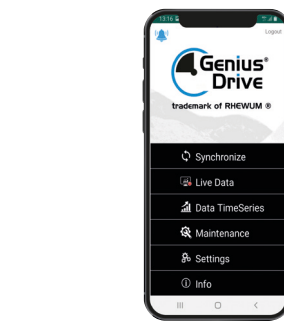 13:16
Logout
Genius®
Drive
trademark of RHEWUM ®
Synchronize
Live Data
Data TimeSeries
Maintenance
Settings
Info